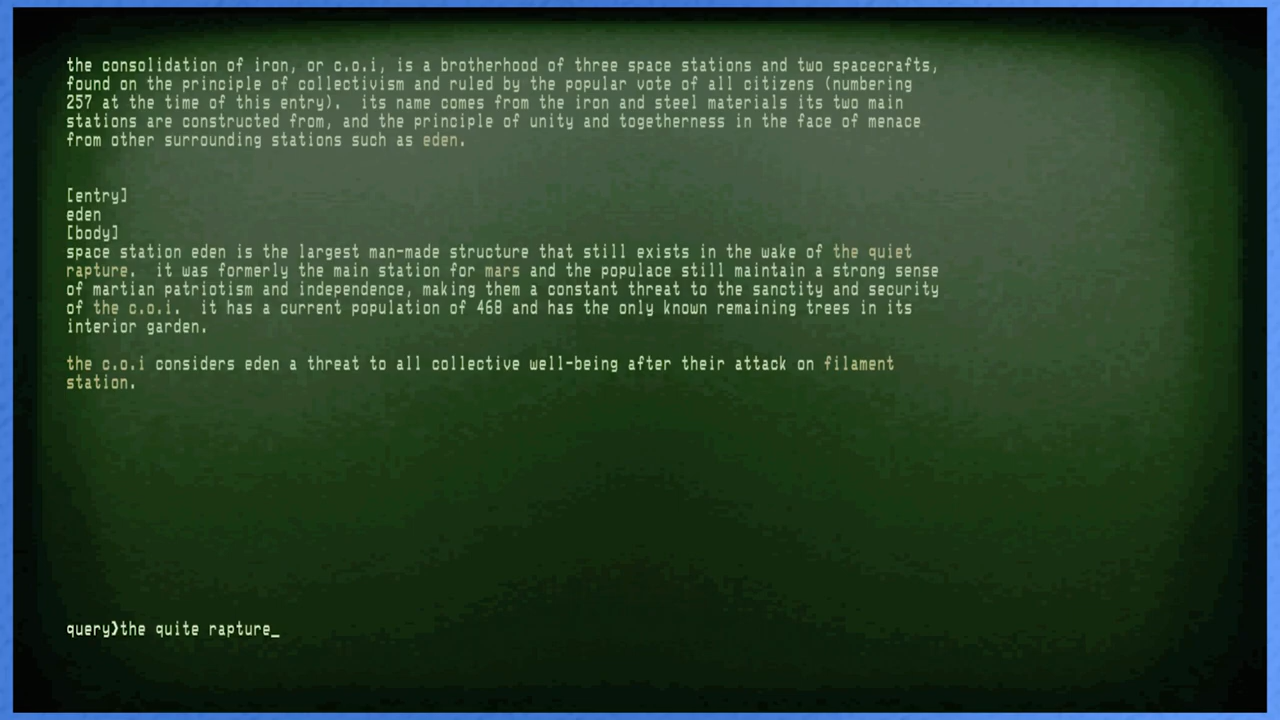 the consolidation of iron, or c.o.i, is a brotherhood of three space stations and two spacecrafts,
found on the principle of collectivism and ruled by the popular vote of all citizens (numbering
257 at the time of this entry).  its name comes from the iron and steel materials its two main
stations are constructed from, and the principle of unity and togetherness in the face of menace
from other surrounding stations such as eden.
[entry]
eden
[body]
space station eden is the largest man-made structure that still exists in the wake of the quiet
rapture.  it was formerly the main station for mars and the populace still maintain a strong sense
of martian patriotism and independence, making them a constant threat to the sanctity and security
of the c.o.i.  it has a current population of 468 and has the only known remaining trees in its
interior garden.
the c.o.i considers eden a threat to all collective well-being after their attack on filament
station.
query)the quite rapture_